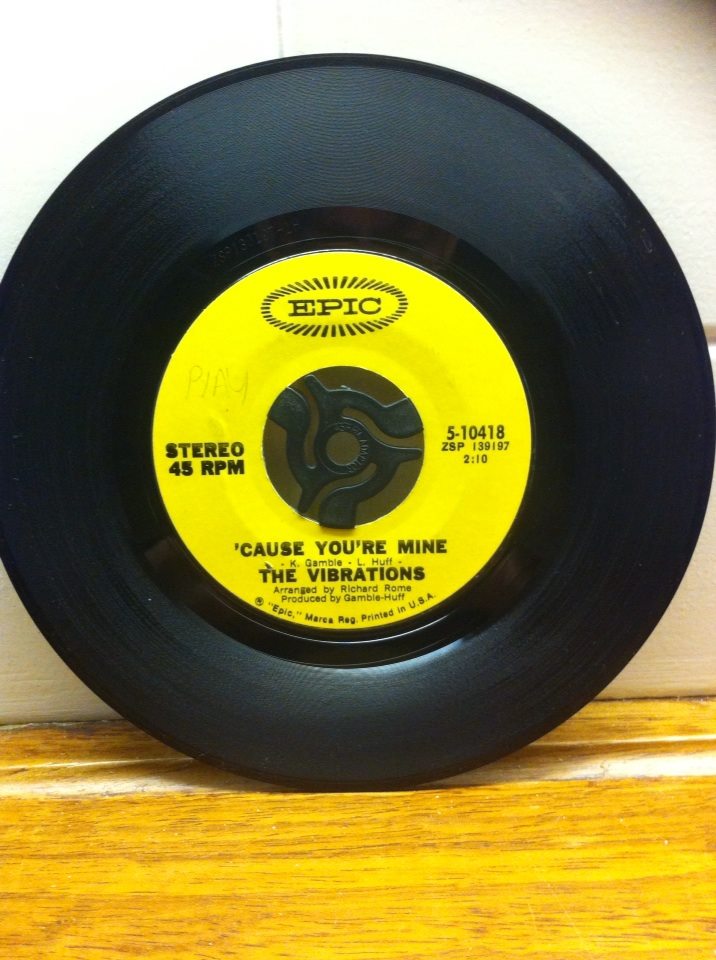 EPIC
PlAy
STEREO
45 RPM
5-10418
ZSP 139197
2:10
'CAUSE YOU'RE MINE
- K. Gamble - L. Huff -
THE VIBRATIONS
Arranged by Richard Rome
Produced by Gamble-Huff
℗ "Epic," Marca Reg. Printed in U.S.A.